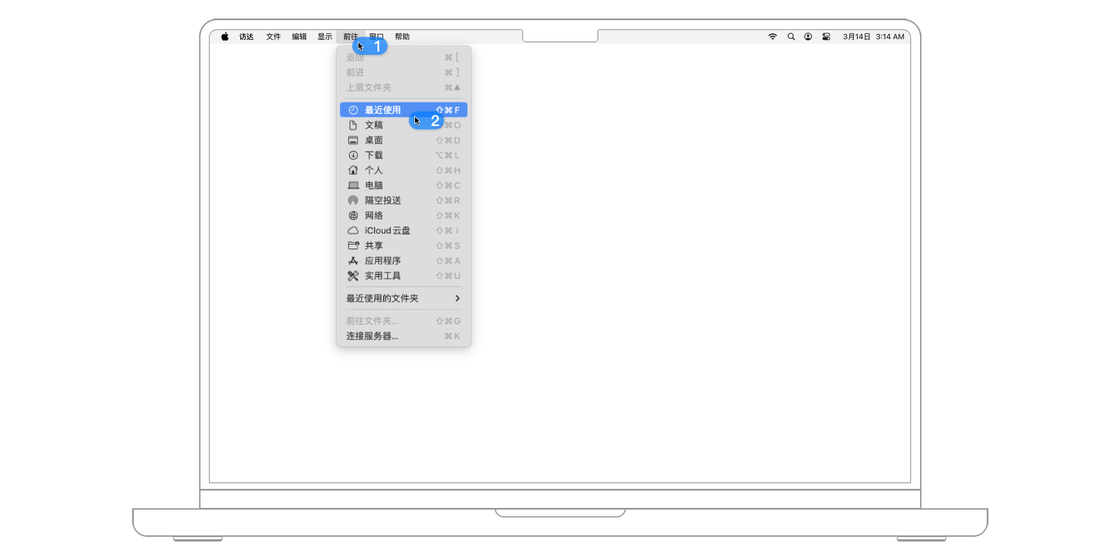 访达 文件 编辑 显示 前往 窗口 帮助 3月14日 3:14 AM
1
返回 ⌘ [
前进 ⌘ ]
上层文件夹 ⌘▲
最近使用 ⇧⌘F
2
文稿 ⌘O
桌面 ⇧⌘D
下载 ⌥⌘L
个人 ⇧⌘H
电脑 ⇧⌘C
隔空投送 ⇧⌘R
网络 ⇧⌘K
iCloud 云盘 ⇧⌘I
共享 ⇧⌘S
应用程序 ⇧⌘A
实用工具 ⇧⌘U
最近使用的文件夹
前往文件夹... ⇧⌘G
连接服务器... ⌘K